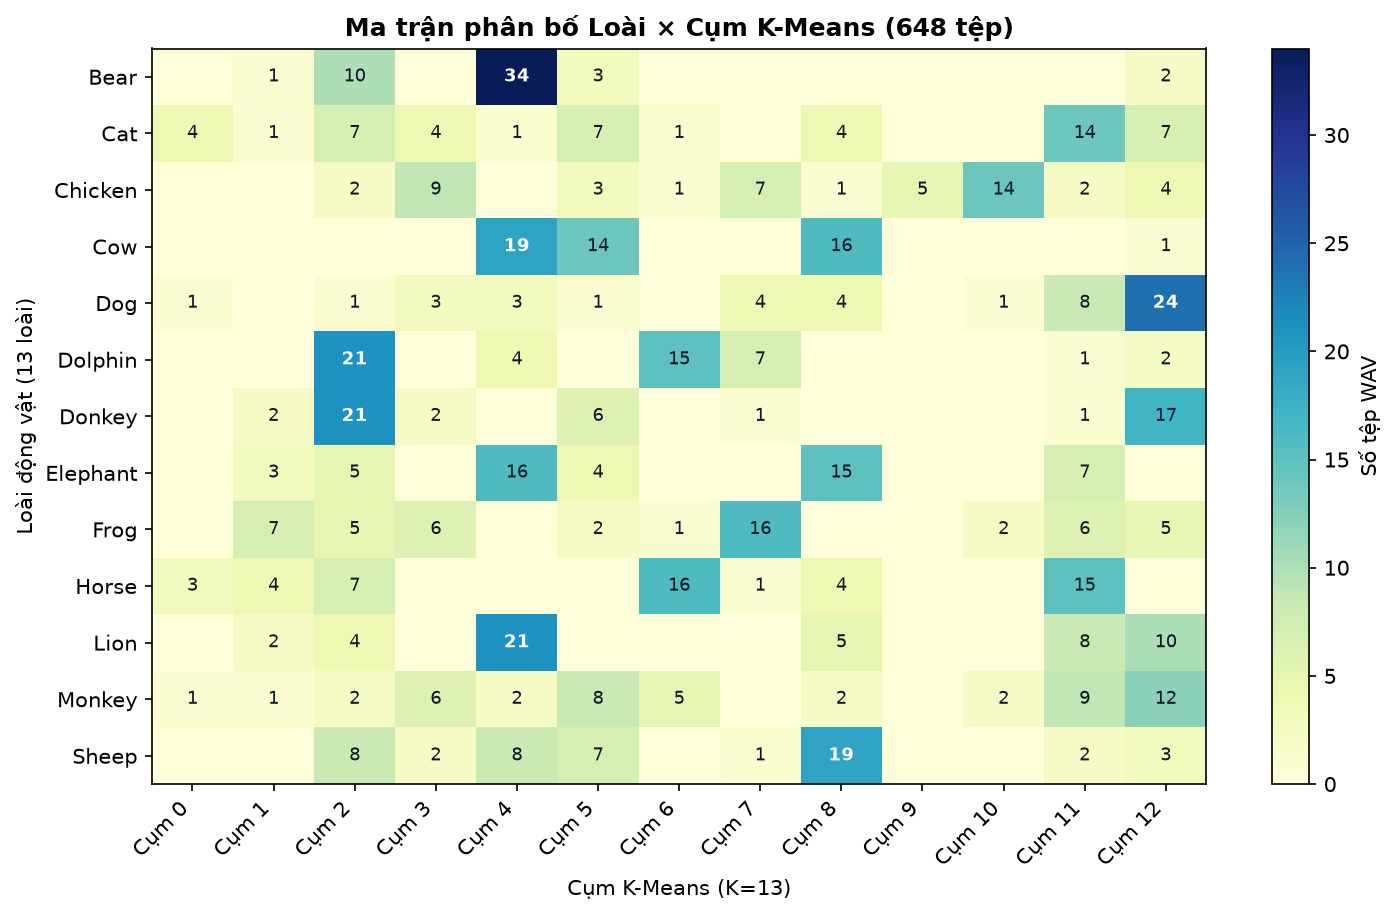 Ma trận phân bố Loài × Cụm K-Means (648 tệp)
Bear 1 10 34 3 2
Cat 4 1 7 4 1 7 1 4 14 7
Chicken 2 9 3 1 7 1 5 14 2 4
Cow 19 14 16 1
Dog 1 1 3 3 1 4 4 1 8 24
Dolphin 21 4 15 7 1 2
Donkey 2 21 2 6 1 1 17
Elephant 3 5 16 4 15 7
Frog 7 5 6 2 1 16 2 6 5
Horse 3 4 7 16 1 4 15
Lion 2 4 21 5 8 10
Monkey 1 1 2 6 2 8 5 2 2 9 12
Sheep 8 2 8 7 1 19 2 3
Cụm 0 Cụm 1 Cụm 2 Cụm 3 Cụm 4 Cụm 5 Cụm 6 Cụm 7 Cụm 8 Cụm 9 Cụm 10 Cụm 11 Cụm 12
Cụm K-Means (K=13)
Loài động vật (13 loài)
30
25
20
15
10
5
0
Số tệp WAV